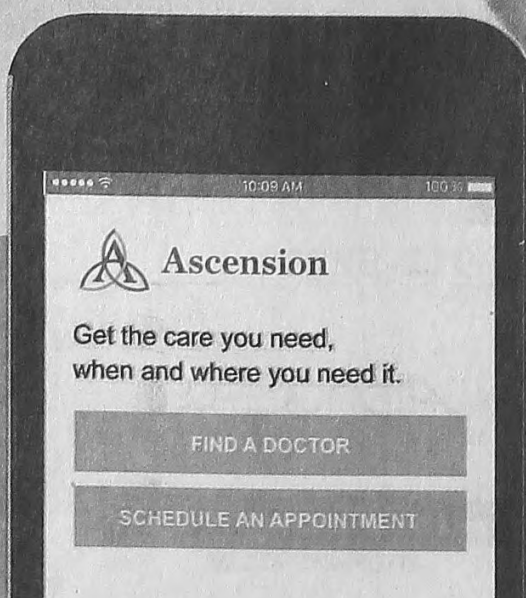 10:09 AM 100 %
Ascension
Get the care you need,
when and where you need it.
FIND A DOCTOR
SCHEDULE AN APPOINTMENT